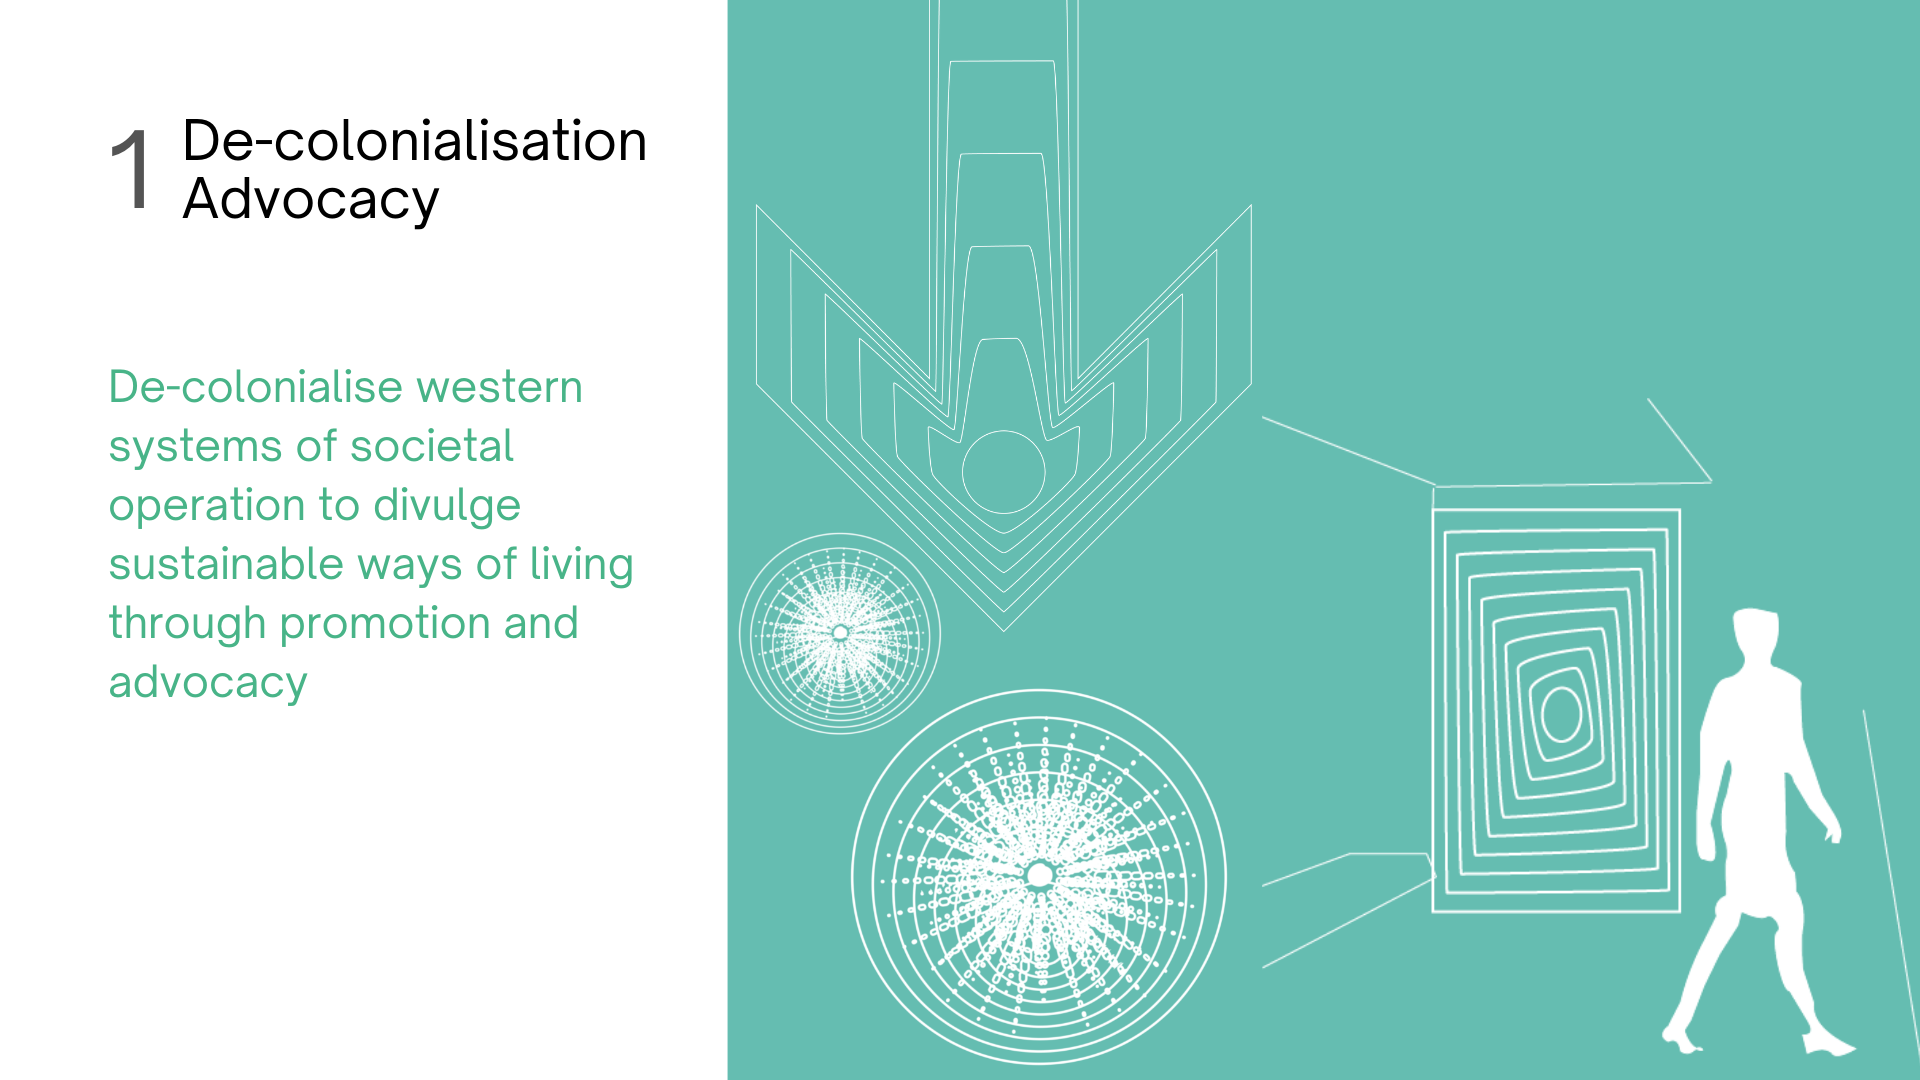 1
De-colonialisation
Advocacy
De-colonialise western
systems of societal
operation to divulge
sustainable ways of living
through promotion and
advocacy